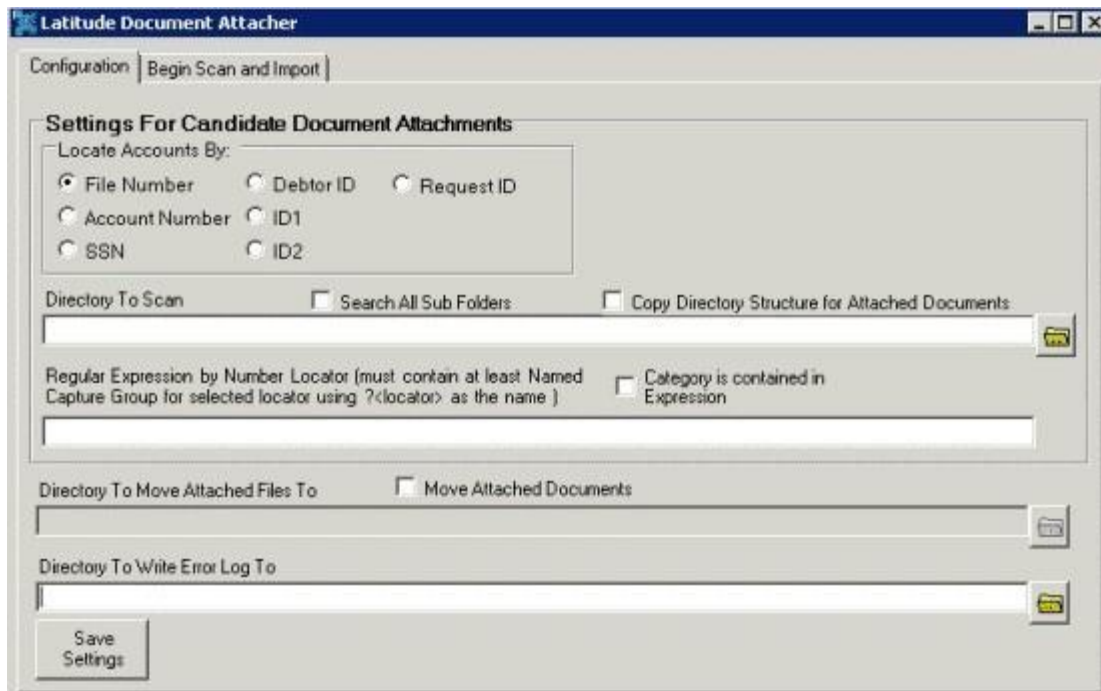 Latitude Document Attacher
Configuration Begin Scan and Import
Settings For Candidate Document Attachments
Locate Accounts By:
File Number Debtor ID Request ID
Account Number ID1
SSN ID2
Directory To Scan Search All Sub Folders Copy Directory Structure for Attached Documents
Regular Expression by Number Locator (must contain at least Named
Capture Group for selected locator using ?<locator> as the name )
Category is contained in
Expression
Directory To Move Attached Files To Move Attached Documents
Directory To Write Error Log To
Save
Settings